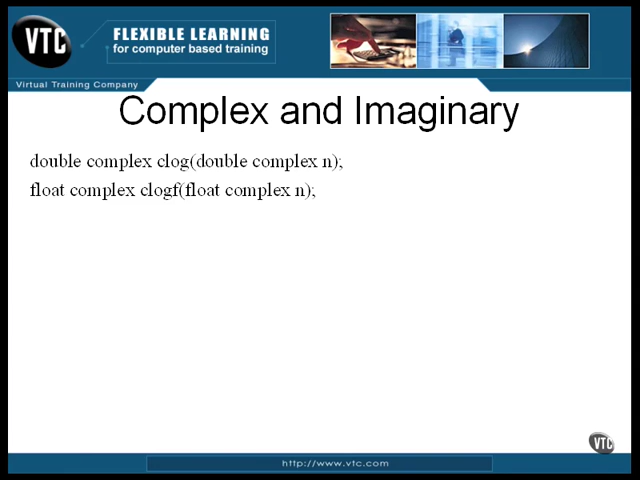 VTC
FLEXIBLE LEARNING
for computer based training
Virtual Training Company
Complex and Imaginary
double complex clog(double complex n);
float complex clogf(float complex n);
VTC
http://www.vtc.com